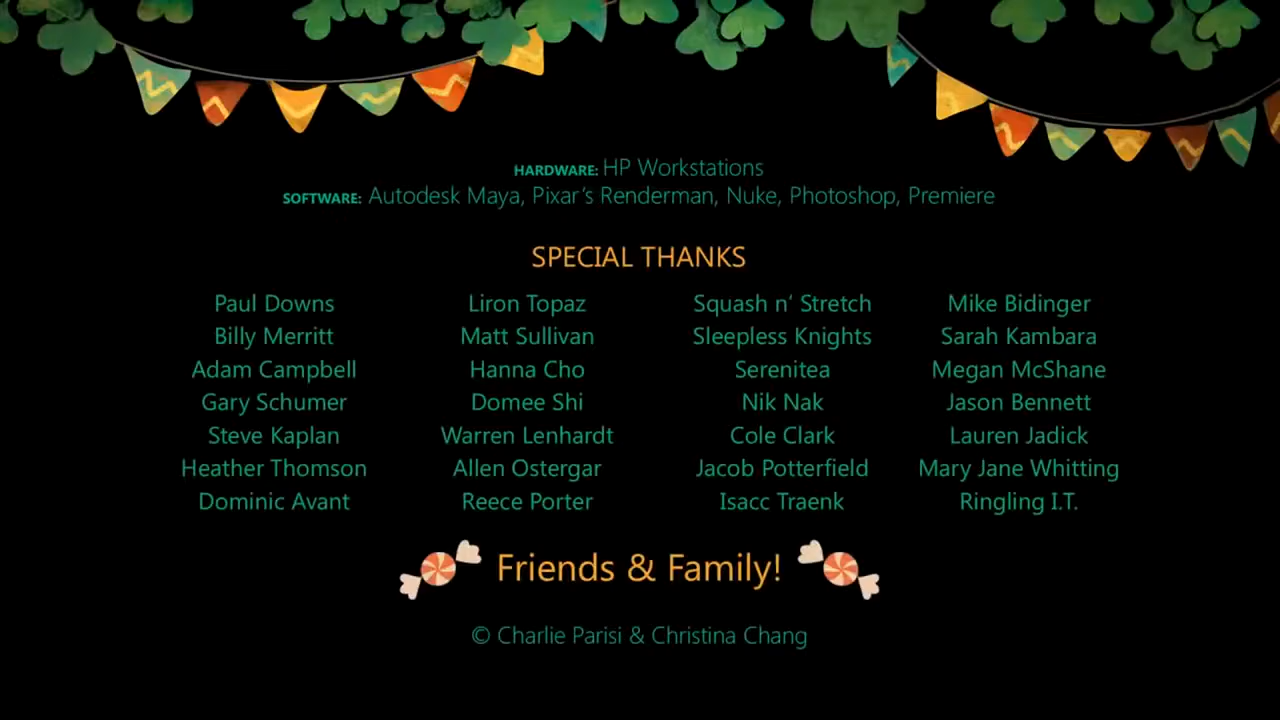 HARDWARE: HP Workstations
SOFTWARE: Autodesk Maya, Pixar's Renderman, Nuke, Photoshop, Premiere
SPECIAL THANKS
Paul Downs Liron Topaz Squash n' Stretch Mike Bidinger
Billy Merritt Matt Sullivan Sleepless Knights Sarah Kambara
Adam Campbell Hanna Cho Serenitea Megan McShane
Gary Schumer Domee Shi Nik Nak Jason Bennett
Steve Kaplan Warren Lenhardt Cole Clark Lauren Jadick
Heather Thomson Allen Ostergar Jacob Potterfield Mary Jane Whitting
Dominic Avant Reece Porter Isacc Traenk Ringling I.T.
Friends & Family!
© Charlie Parisi & Christina Chang